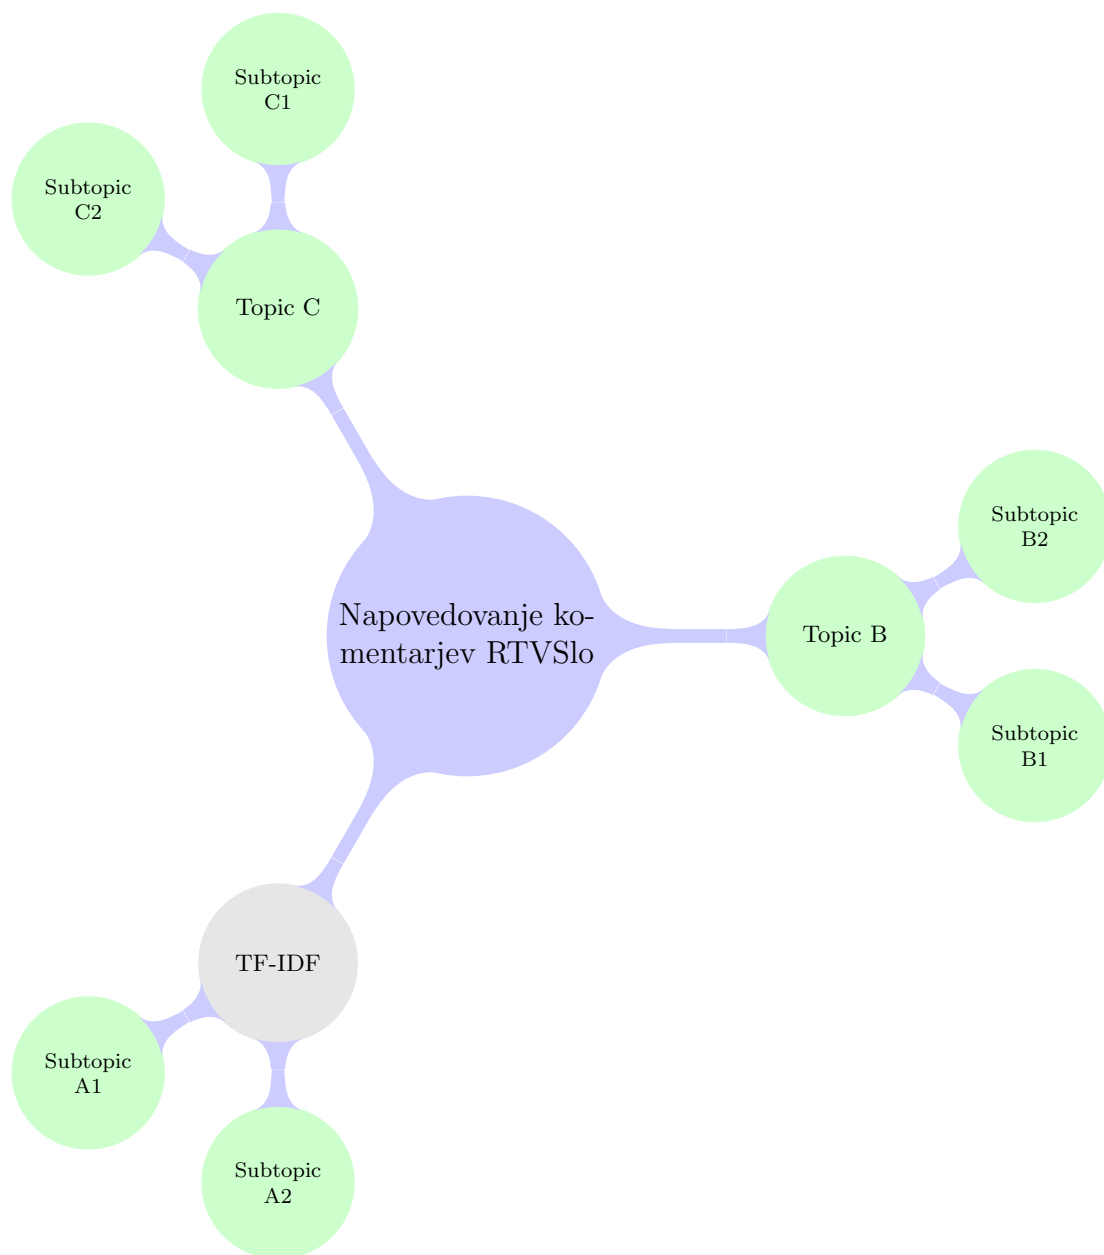 Subtopic
C1
Subtopic
C2
Topic C
Subtopic
B2
Napovedovanje ko-
mentarjev RTVSlo
Topic B
Subtopic
B1
TF-IDF
Subtopic
A1
Subtopic
A2